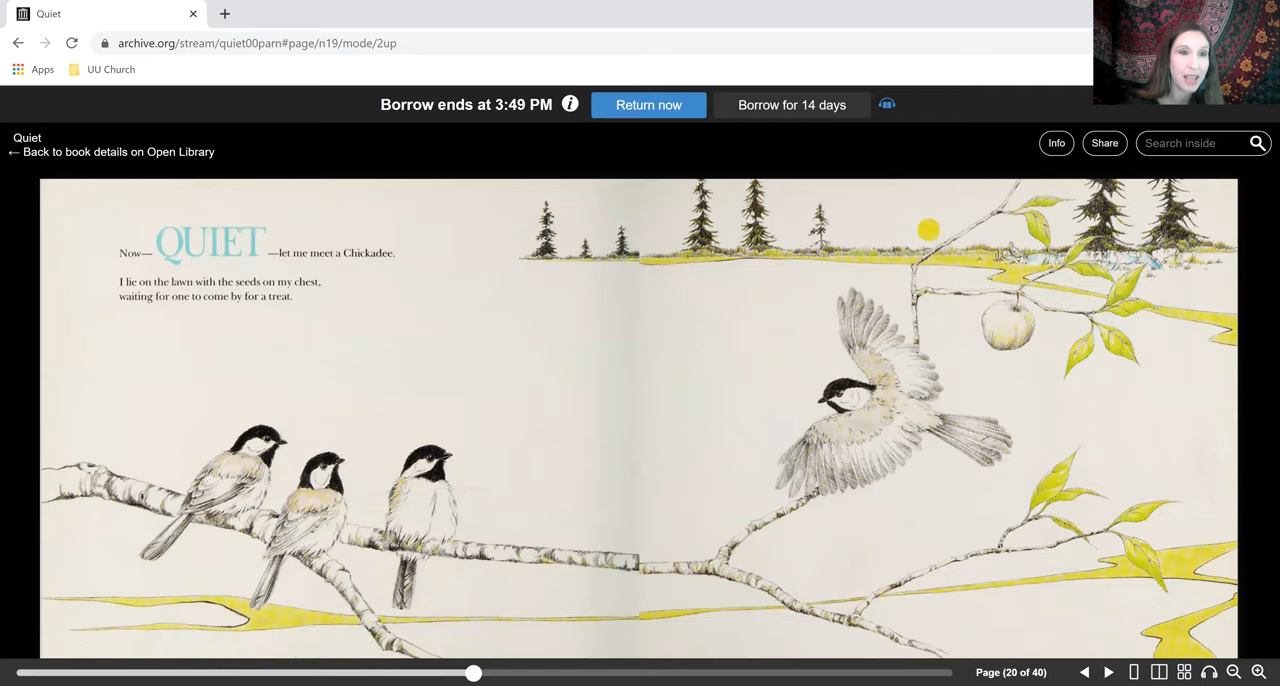 Quiet
archive.org/stream/quiet00parn#page/n19/mode/2up
Apps UU Church
Borrow ends at 3:49 PM i Return now Borrow for 14 days
Quiet
← Back to book details on Open Library
Info Share Search inside
Now—QUIET—let me meet a Chickadee.
I lie on the lawn with the seeds on my chest,
waiting for one to come by for a treat.
Page (20 of 40)